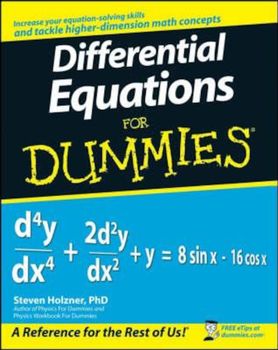 Increase your equation-solving skills
and tackle higher-dimension math concepts
Differential
Equations
FOR
DUMMIES®
d⁴y/dx⁴ + 2d²y/dx² + y = 8 sin x - 16 cos x
Steven Holzner, PhD
Author of Physics For Dummies and
Physics Workbook For Dummies
A Reference for the Rest of Us!®
FREE eTips at
dummies.com®